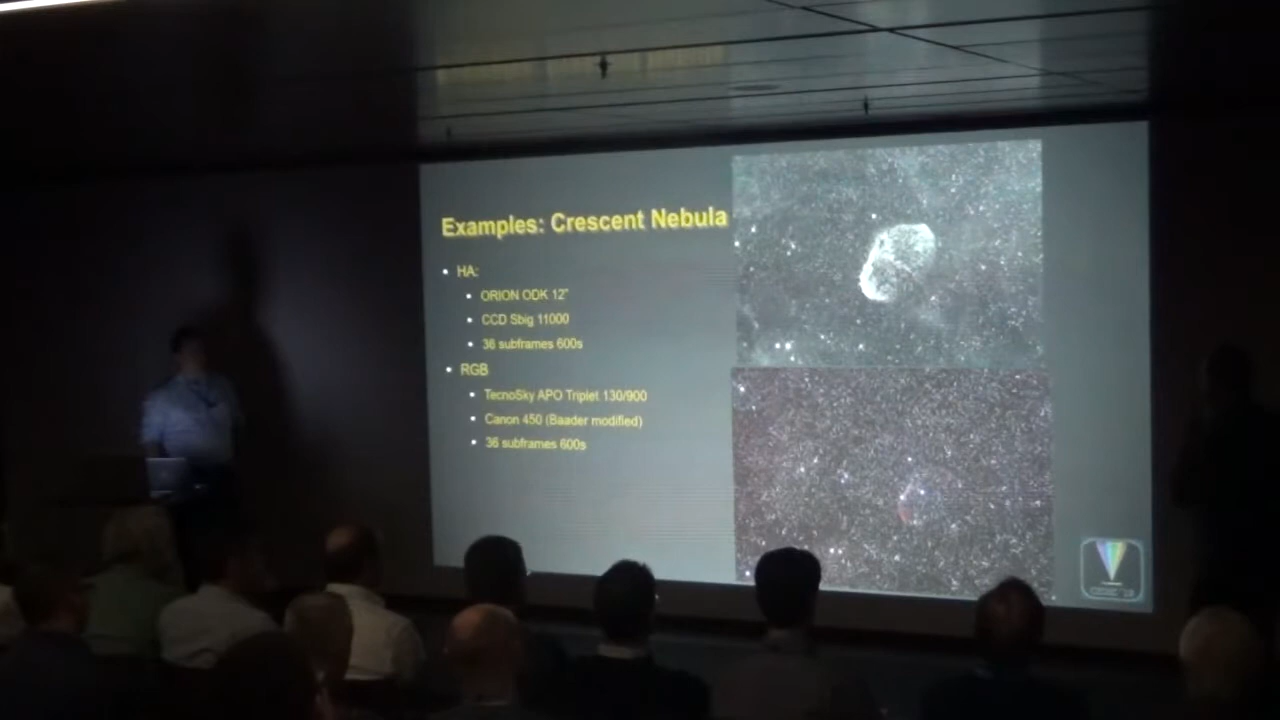 Examples: Crescent Nebula
• HA:
• ORION ODK 12"
• CCD Sbig 11000
• 36 subframes 600s
• RGB
• TecnoSky APO Triplet 130/900
• Canon 450 (Baader modified)
• 36 subframes 600s